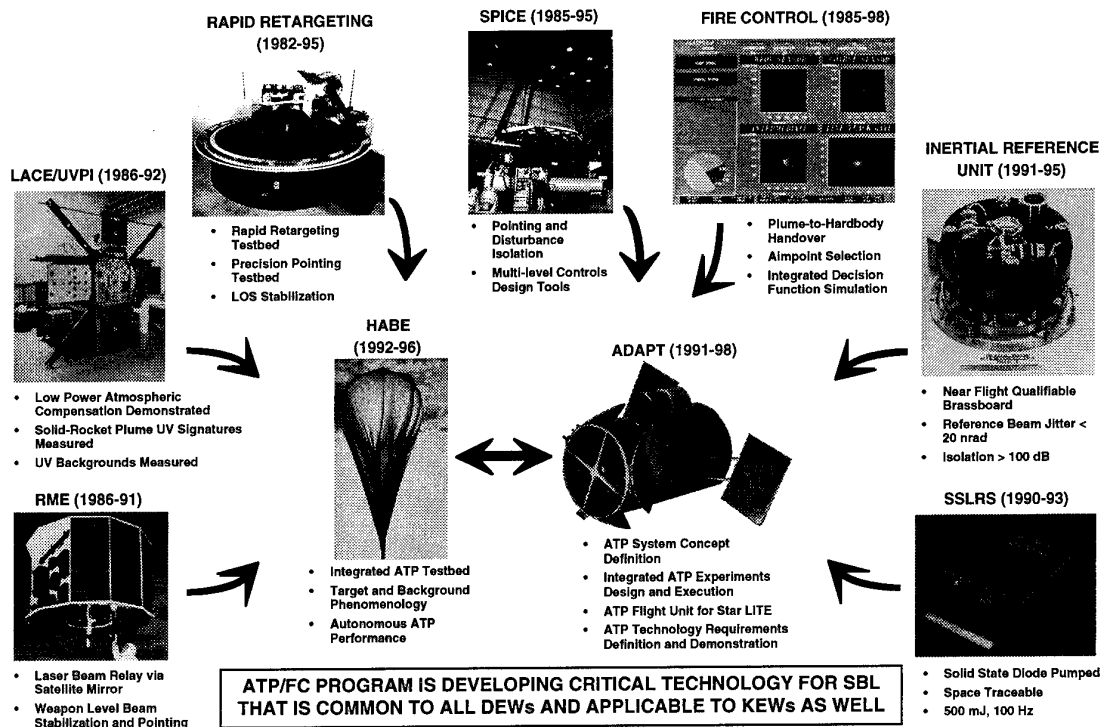 RAPID RETARGETING
(1982-95)
SPICE (1985-95)
FIRE CONTROL (1985-98)
LACE/UVPI (1986-92)
INERTIAL REFERENCE
UNIT (1991-95)
• Rapid Retargeting
Testbed
• Precision Pointing
Testbed
• LOS Stabilization
• Pointing and
Disturbance
Isolation
• Multi-level Controls
Design Tools
• Plume-to-Hardbody
Handover
• Aimpoint Selection
• Integrated Decision
Function Simulation
HABE
(1992-96)
ADAPT (1991-98)
• Low Power Atmospheric
Compensation Demonstrated
• Solid-Rocket Plume UV Signatures
Measured
• UV Backgrounds Measured
• Near Flight Qualifiable
Brassboard
• Reference Beam Jitter <
20 nrad
• Isolation > 100 dB
RME (1986-91)
SSLRS (1990-93)
• Integrated ATP Testbed
• Target and Background
Phenomenology
• Autonomous ATP
Performance
• ATP System Concept
Definition
• Integrated ATP Experiments
Design and Execution
• ATP Flight Unit for Star LITE
• ATP Technology Requirements
Definition and Demonstration
• Laser Beam Relay via
Satellite Mirror
• Weapon Level Beam
Stabilization and Pointing
• Solid State Diode Pumped
• Space Traceable
• 500 mJ, 100 Hz
ATP/FC PROGRAM IS DEVELOPING CRITICAL TECHNOLOGY FOR SBL
THAT IS COMMON TO ALL DEWs AND APPLICABLE TO KEWs AS WELL